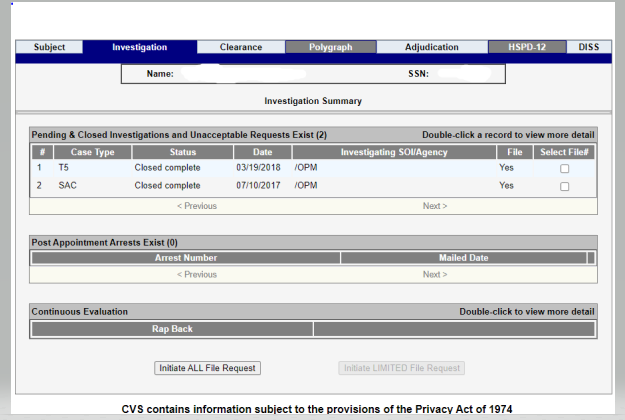 Subject Investigation Clearance Polygraph Adjudication HSPD-12 DISS
Name: SSN:
Investigation Summary
Pending & Closed Investigations and Unacceptable Requests Exist (2) Double-click a record to view more detail
# Case Type Status Date Investigating SOI/Agency File Select File#
1 T5 Closed complete 03/19/2018 /OPM Yes
2 SAC Closed complete 07/10/2017 /OPM Yes
< Previous Next >
Post Appointment Arrests Exist (0)
Arrest Number Mailed Date
< Previous Next >
Continuous Evaluation Double-click to view more detail
Rap Back
Initiate ALL File Request Initiate LIMITED File Request
CVS contains information subject to the provisions of the Privacy Act of 1974